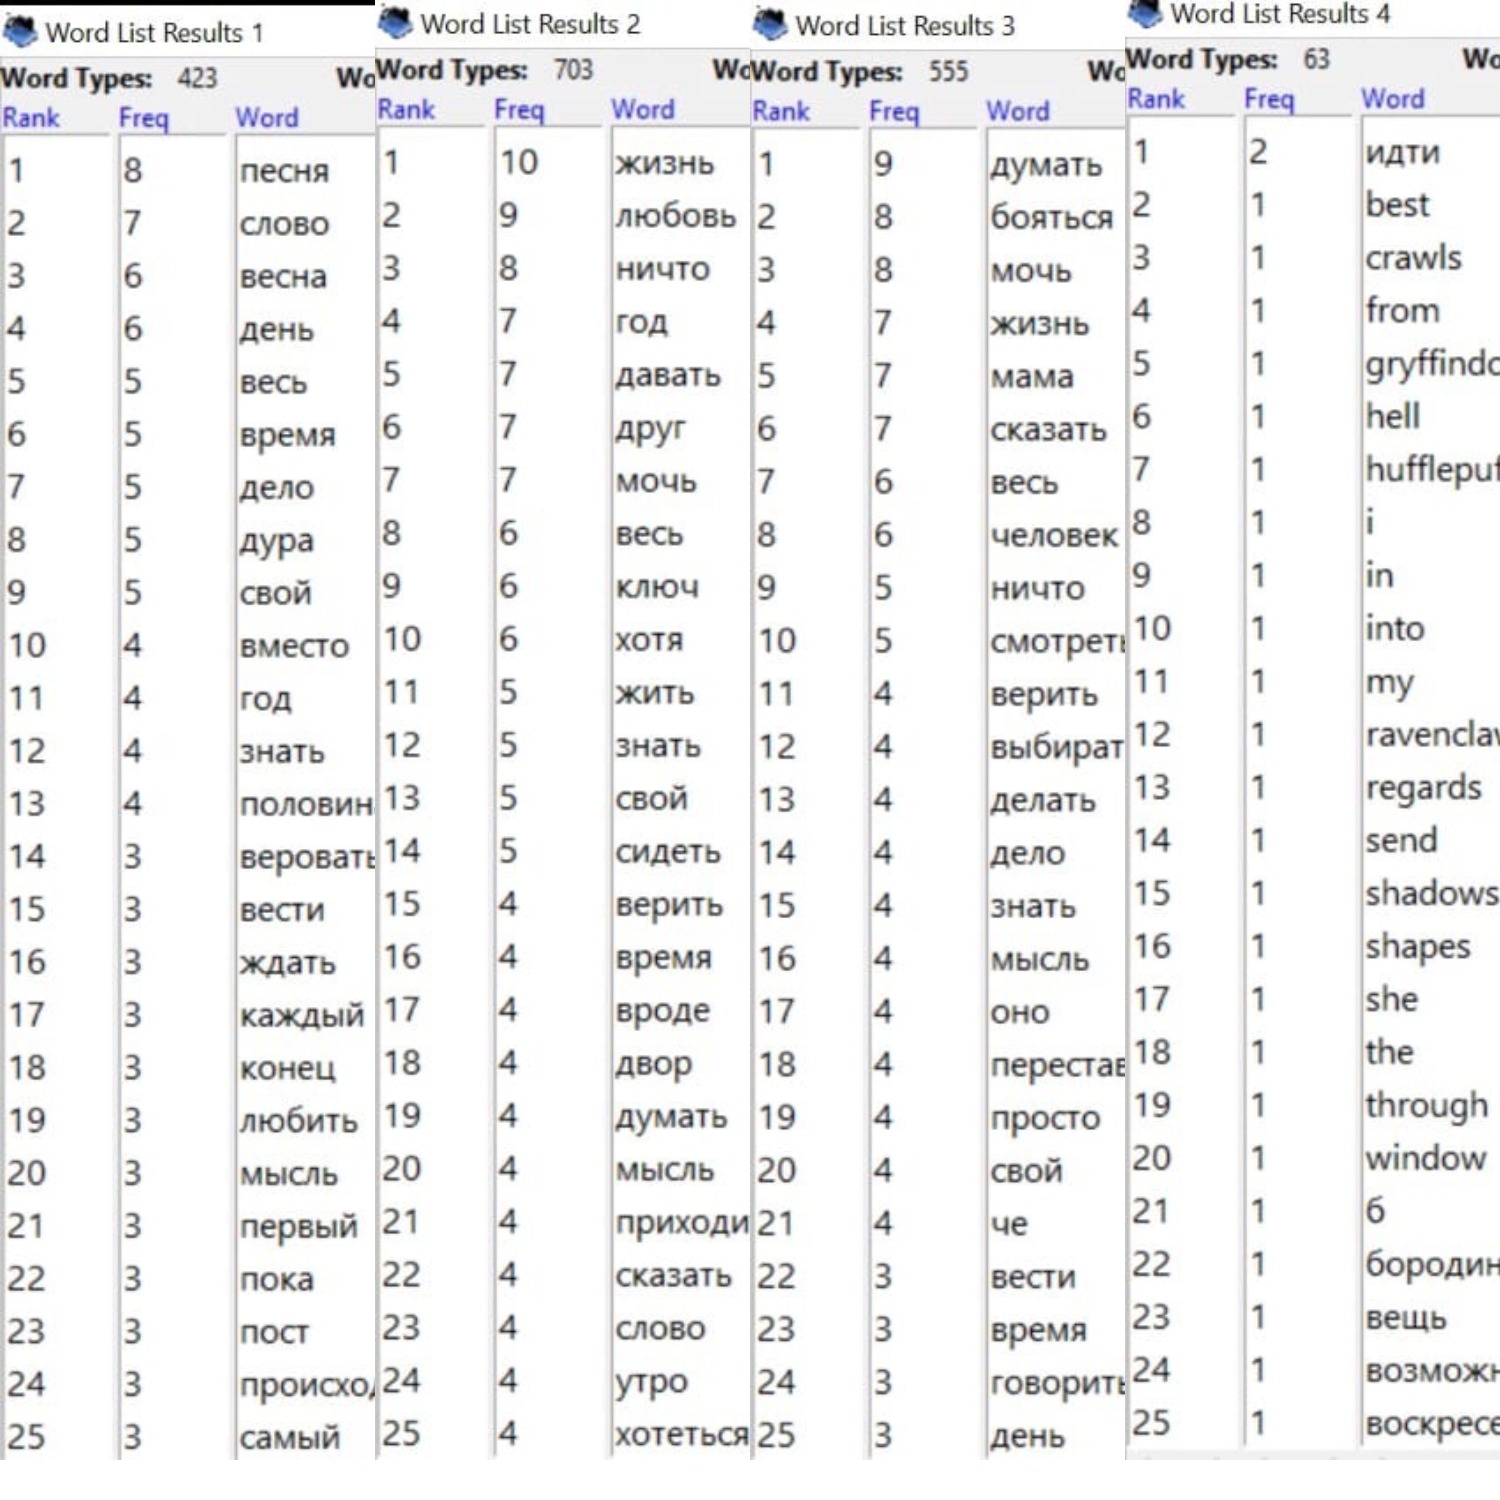 Word List Results 1
Word Types: 423 Wo
Rank Freq Word
1 8 песня
2 7 слово
3 6 весна
4 6 день
5 5 весь
6 5 время
7 5 дело
8 5 дура
9 5 свой
10 4 вместо
11 4 год
12 4 знать
13 4 половин
14 3 веровать
15 3 вести
16 3 ждать
17 3 каждый
18 3 конец
19 3 любить
20 3 мысль
21 3 первый
22 3 пока
23 3 пост
24 3 происхо
25 3 самый
Word List Results 2
Word Types: 703 Wo
Rank Freq Word
1 10 жизнь
2 9 любовь
3 8 ничто
4 7 год
5 7 давать
6 7 друг
7 7 мочь
8 6 весь
9 6 ключ
10 6 хотя
11 5 жить
12 5 знать
13 5 свой
14 5 сидеть
15 4 верить
16 4 время
17 4 вроде
18 4 двор
19 4 думать
20 4 мысль
21 4 приходи
22 4 сказать
23 4 слово
24 4 утро
25 4 хотеться
Word List Results 3
Word Types: 555 Wo
Rank Freq Word
1 9 думать
2 8 бояться
3 8 мочь
4 7 жизнь
5 7 мама
6 7 сказать
7 6 весь
8 6 человек
9 5 ничто
10 5 смотреть
11 4 верить
12 4 выбират
13 4 делать
14 4 дело
15 4 знать
16 4 мысль
17 4 оно
18 4 перестав
19 4 просто
20 4 свой
21 4 че
22 3 вести
23 3 время
24 3 говорить
25 3 день
Word List Results 4
Word Types: 63 Wo
Rank Freq Word
1 2 идти
2 1 best
3 1 crawls
4 1 from
5 1 gryffindo
6 1 hell
7 1 hufflepuf
8 1 i
9 1 in
10 1 into
11 1 my
12 1 ravenclaw
13 1 regards
14 1 send
15 1 shadows
16 1 shapes
17 1 she
18 1 the
19 1 through
20 1 window
21 1 б
22 1 бородин
23 1 вещь
24 1 возможн
25 1 воскресе